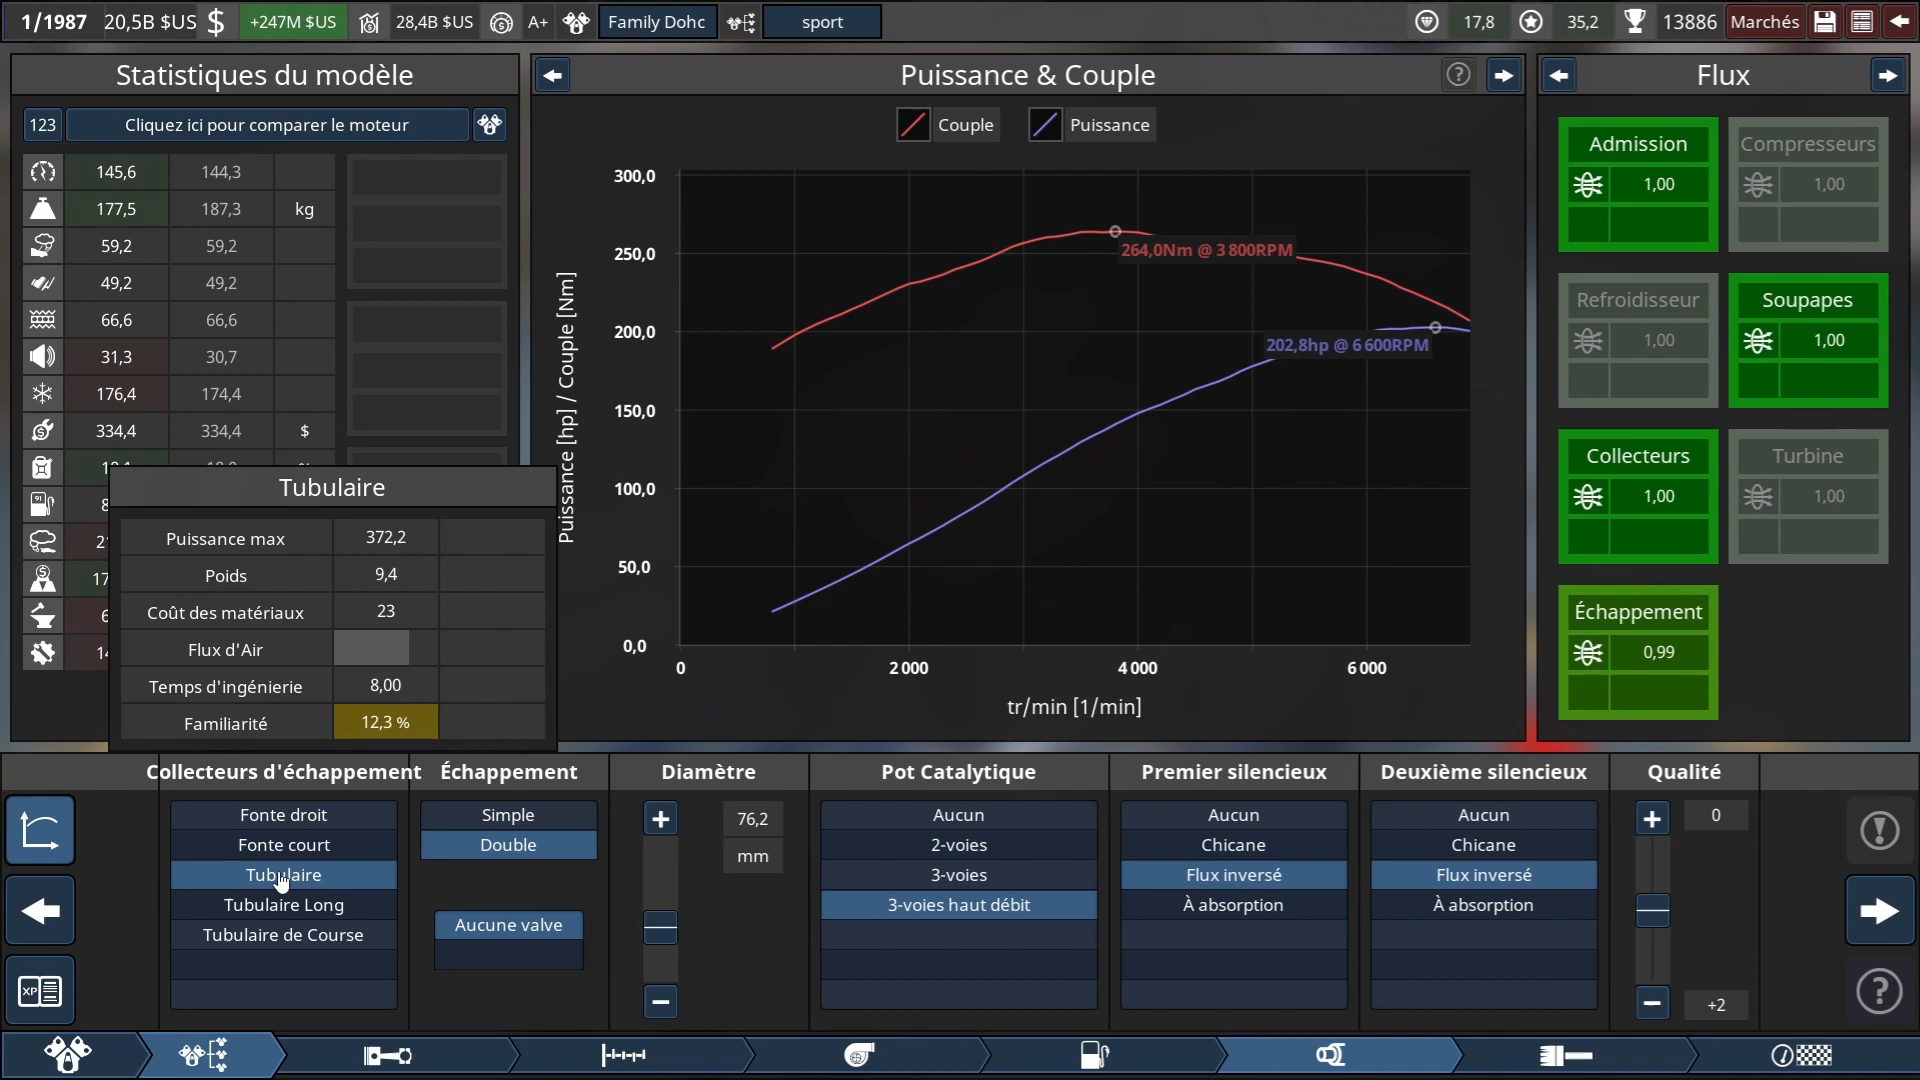 1/1987 20,5B $US $ +247M $US 28,4B $US A+ Family Dohc sport 17,8 35,2 13886 Marchés
Statistiques du modèle
123 Cliquez ici pour comparer le moteur
145,6 144,3
177,5 187,3 kg
59,2 59,2
49,2 49,2
66,6 66,6
31,3 30,7
176,4 174,4
334,4 334,4 $
91 8
2
17
6
14
Tubulaire
Puissance max 372,2
Poids 9,4
Coût des matériaux 23
Flux d'Air
Temps d'ingénierie 8,00
Familiarité 12,3 %
Puissance & Couple
?
Couple Puissance
300,0
250,0
200,0
150,0
100,0
50,0
0,0
Puissance [hp] / Couple [Nm]
264,0Nm @ 3 800RPM
202,8hp @ 6 600RPM
0 2 000 4 000 6 000
tr/min [1/min]
Flux
Admission
1,00
Compresseurs
1,00
Refroidisseur
1,00
Soupapes
1,00
Collecteurs
1,00
Turbine
1,00
Échappement
0,99
Collecteurs d'échappement
Fonte droit
Fonte court
Tubulaire
Tubulaire Long
Tubulaire de Course
Échappement
Simple
Double
Aucune valve
Diamètre
+ 76,2
mm
−
Pot Catalytique
Aucun
2-voies
3-voies
3-voies haut débit
Premier silencieux
Aucun
Chicane
Flux inversé
À absorption
Deuxième silencieux
Aucun
Chicane
Flux inversé
À absorption
Qualité
+ 0
− +2
XP
?